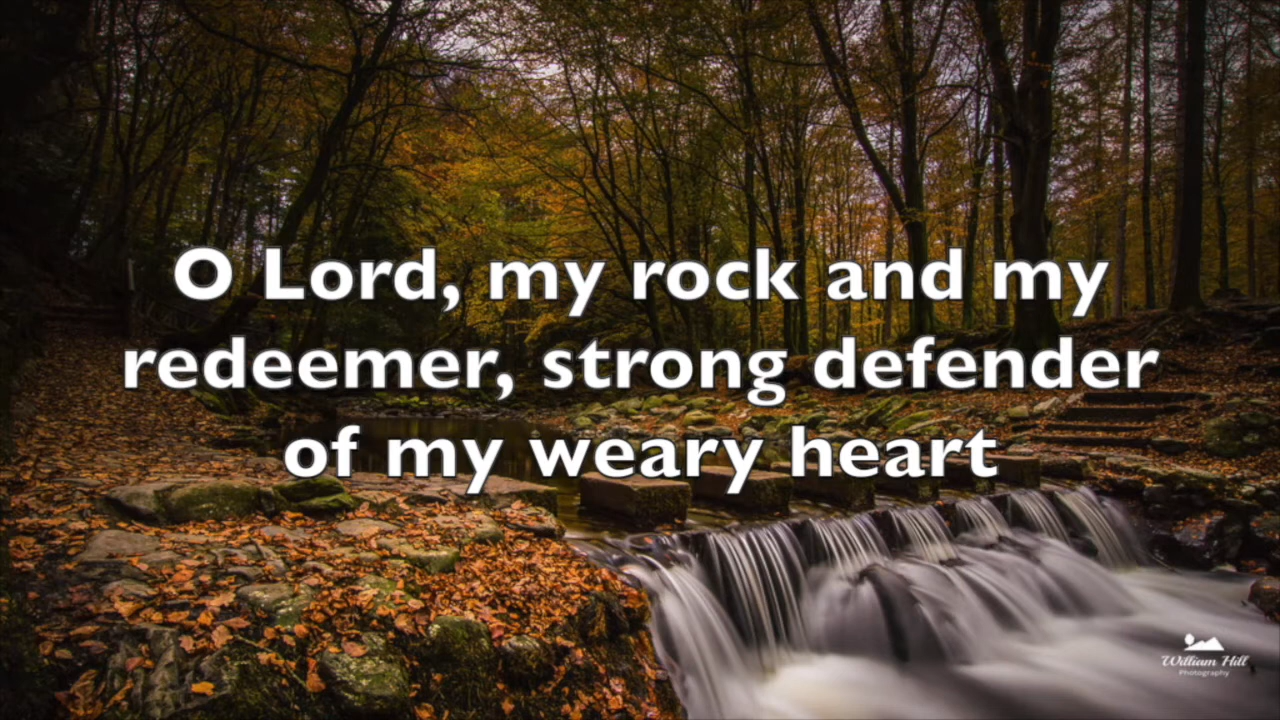 O Lord, my rock and my
redeemer, strong defender
of my weary heart
William Hill
Photography